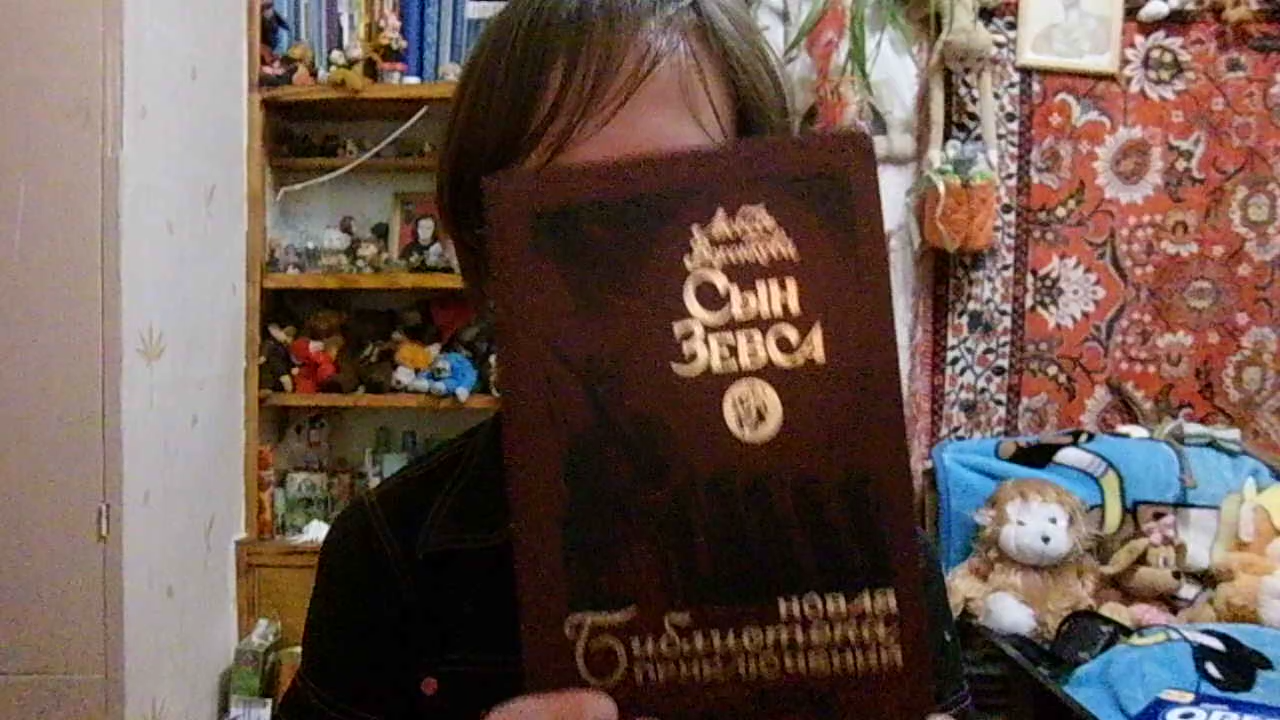 Сын
Зевса
новая
Библиотека
приключений